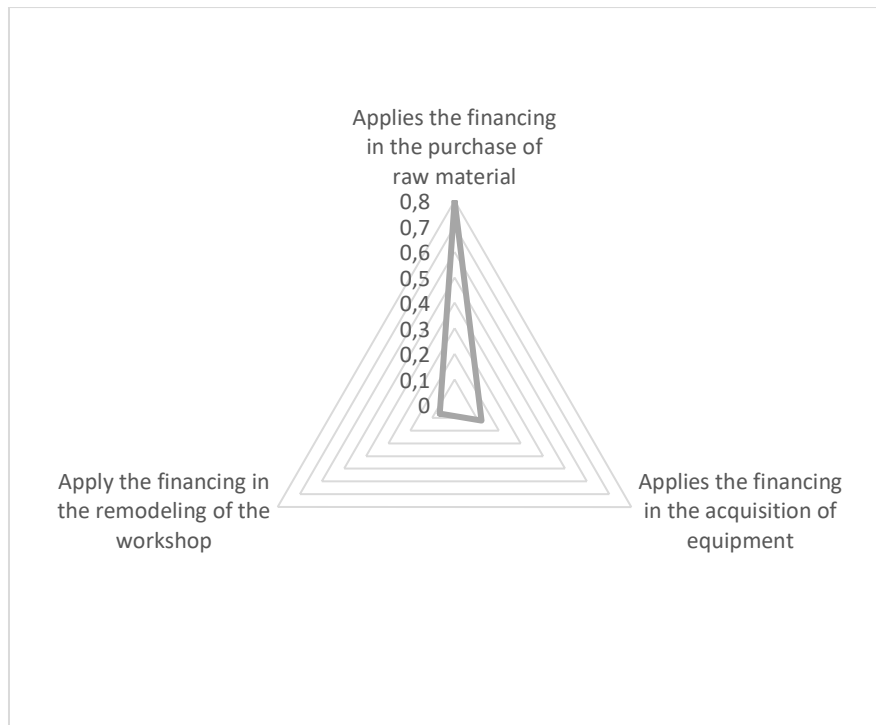 Applies the financing
in the purchase of
raw material
0,8
0,7
0,6
0,5
0,4
0,3
0,2
0,1
0
Apply the financing in
the remodeling of the
workshop
Applies the financing
in the acquisition of
equipment